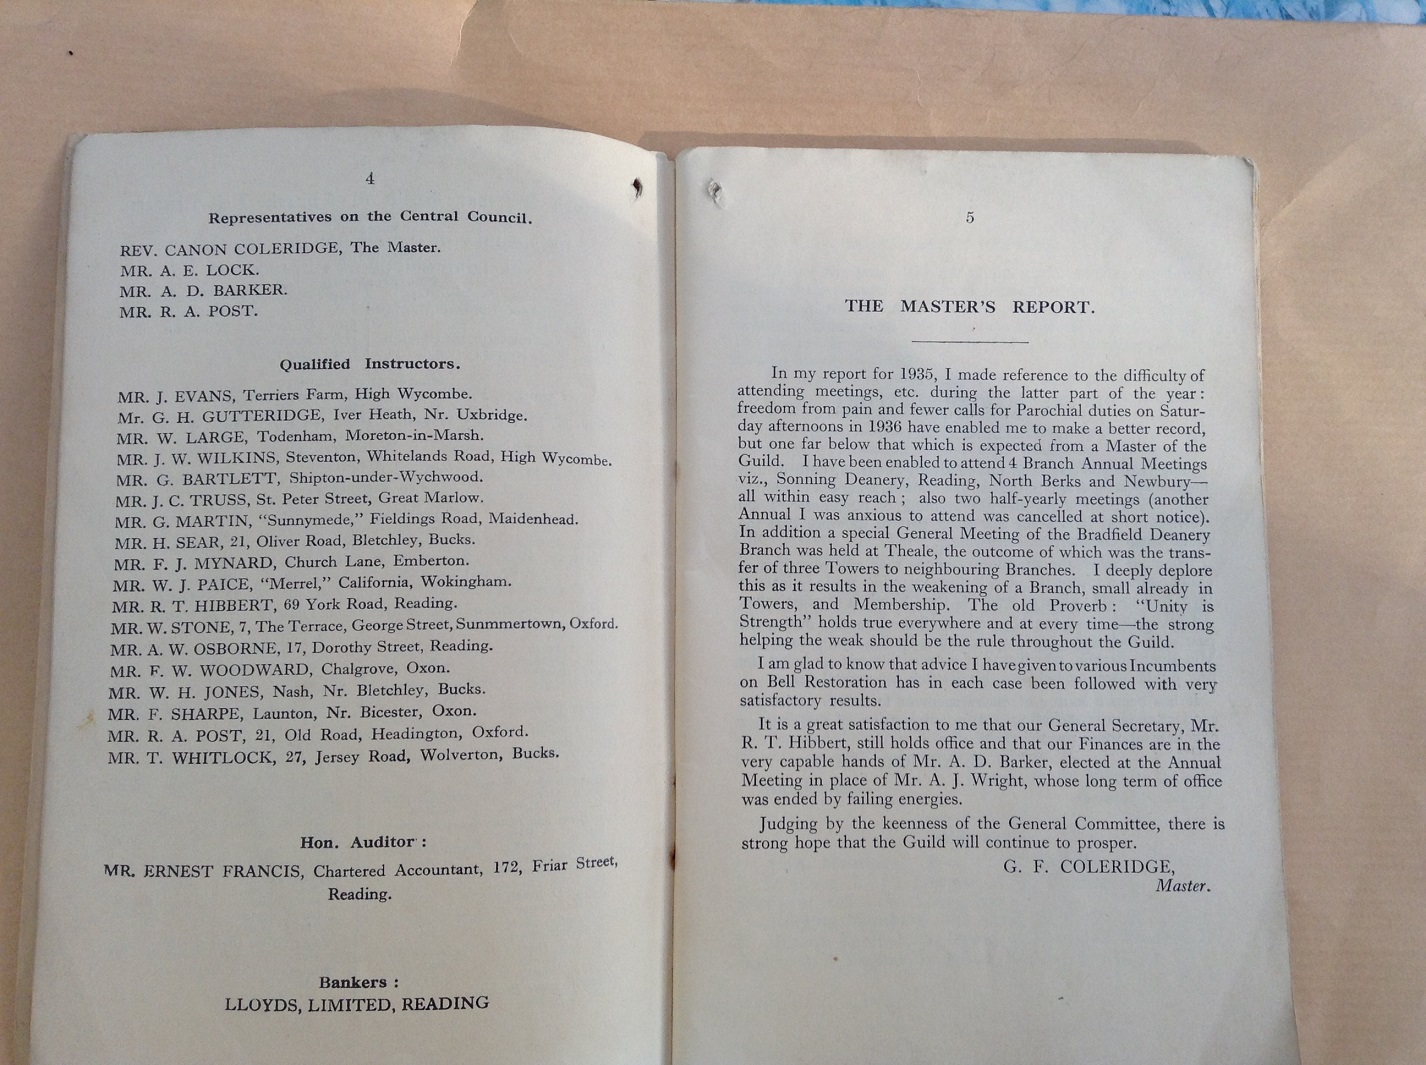 4
Representatives on the Central Council.
REV. CANON COLERIDGE, The Master.
MR. A. E. LOCK.
MR. A. D. BARKER.
MR. R. A. POST.
Qualified Instructors.
MR. J. EVANS, Terriers Farm, High Wycombe.
Mr. G. H. GUTTERIDGE, Iver Heath, Nr. Uxbridge.
MR. W. LARGE, Todenham, Moreton-in-Marsh.
MR. J. W. WILKINS, Steventon, Whitelands Road, High Wycombe.
MR. G. BARTLETT, Shipton-under-Wychwood.
MR. J. C. TRUSS, St. Peter Street, Great Marlow.
MR. G. MARTIN, "Sunnymede," Fieldings Road, Maidenhead.
MR. H. SEAR, 21, Oliver Road, Bletchley, Bucks.
MR. F. J. MYNARD, Church Lane, Emberton.
MR. W. J. PAICE, "Merrel," California, Wokingham.
MR. R. T. HIBBERT, 69 York Road, Reading.
MR. W. STONE, 7, The Terrace, George Street, Sunmmertown, Oxford.
MR. A. W. OSBORNE, 17, Dorothy Street, Reading.
MR. F. W. WOODWARD, Chalgrove, Oxon.
MR. W. H. JONES, Nash, Nr. Bletchley, Bucks.
MR. F. SHARPE, Launton, Nr. Bicester, Oxon.
MR. R. A. POST, 21, Old Road, Headington, Oxford.
MR. T. WHITLOCK, 27, Jersey Road, Wolverton, Bucks.
Hon. Auditor :
MR. ERNEST FRANCIS, Chartered Accountant, 172, Friar Street,
Reading.
Bankers :
LLOYDS, LIMITED, READING
5
THE MASTER'S REPORT.
In my report for 1935, I made reference to the difficulty of
attending meetings, etc. during the latter part of the year :
freedom from pain and fewer calls for Parochial duties on Satur-
day afternoons in 1936 have enabled me to make a better record,
but one far below that which is expected from a Master of the
Guild. I have been enabled to attend 4 Branch Annual Meetings
viz., Sonning Deanery, Reading, North Berks and Newbury—
all within easy reach ; also two half-yearly meetings (another
Annual I was anxious to attend was cancelled at short notice).
In addition a special General Meeting of the Bradfield Deanery
Branch was held at Theale, the outcome of which was the trans-
fer of three Towers to neighbouring Branches. I deeply deplore
this as it results in the weakening of a Branch, small already in
Towers, and Membership. The old Proverb : "Unity is
Strength" holds true everywhere and at every time—the strong
helping the weak should be the rule throughout the Guild.
I am glad to know that advice I have given to various Incumbents
on Bell Restoration has in each case been followed with very
satisfactory results.
It is a great satisfaction to me that our General Secretary, Mr.
R. T. Hibbert, still holds office and that our Finances are in the
very capable hands of Mr. A. D. Barker, elected at the Annual
Meeting in place of Mr. A. J. Wright, whose long term of office
was ended by failing energies.
Judging by the keenness of the General Committee, there is
strong hope that the Guild will continue to prosper.
G. F. COLERIDGE,
Master.